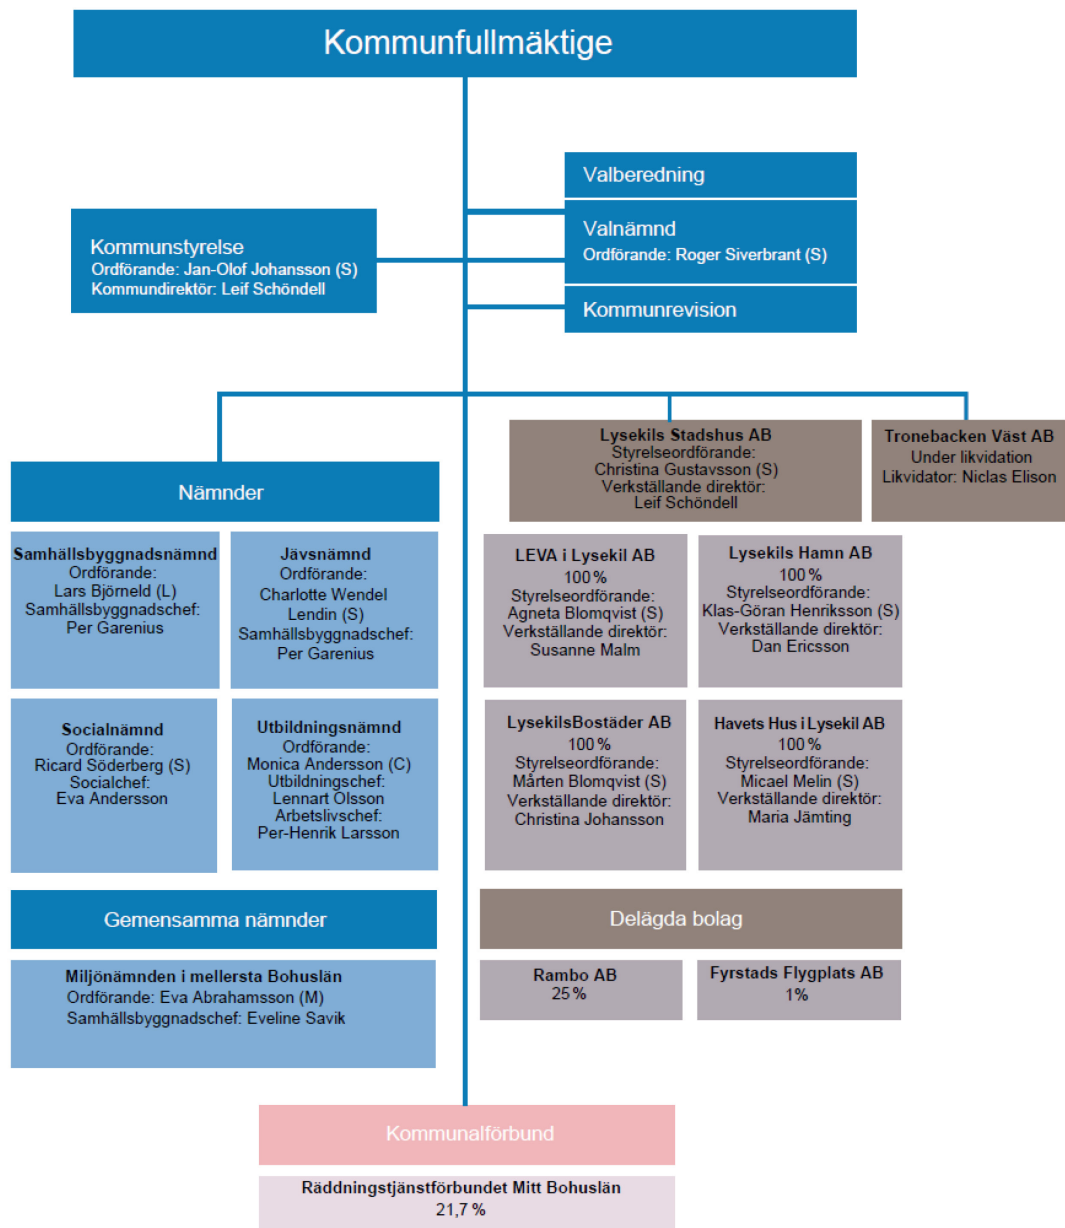 Kommunfullmäktige
Valberedning
Valnämnd
Ordförande: Roger Siverbrant (S)
Kommunrevision
Kommunstyrelse
Ordförande: Jan-Olof Johansson (S)
Kommundirektör: Leif Schöndell
Lysekils Stadshus AB
Styrelseordförande:
Christina Gustavsson (S)
Verkställande direktör:
Leif Schöndell
Tronebacken Väst AB
Under likvidation
Likvidator: Niclas Elison
Nämnder
Samhällsbyggnadsnämnd
Ordförande:
Lars Björneld (L)
Samhällsbyggnadschef:
Per Garenius
Jävsnämnd
Ordförande:
Charlotte Wendel
Lendin (S)
Samhällsbyggnadschef:
Per Garenius
Socialnämnd
Ordförande:
Ricard Söderberg (S)
Socialchef:
Eva Andersson
Utbildningsnämnd
Ordförande:
Monica Andersson (C)
Utbildningschef:
Lennart Olsson
Arbetslivschef:
Per-Henrik Larsson
LEVA i Lysekil AB
100 %
Styrelseordförande:
Agneta Blomqvist (S)
Verkställande direktör:
Susanne Malm
Lysekils Hamn AB
100 %
Styrelseordförande:
Klas-Göran Henriksson (S)
Verkställande direktör:
Dan Ericsson
LysekilsBostäder AB
100 %
Styrelseordförande:
Mårten Blomqvist (S)
Verkställande direktör:
Christina Johansson
Havets Hus i Lysekil AB
100 %
Styrelseordförande:
Micael Melin (S)
Verkställande direktör:
Maria Jämting
Gemensamma nämnder
Miljönämnden i mellersta Bohuslän
Ordförande: Eva Abrahamsson (M)
Samhällsbyggnadschef: Eveline Savik
Delägda bolag
Rambo AB
25 %
Fyrstads Flygplats AB
1%
Kommunalförbund
Räddningstjänstförbundet Mitt Bohuslän
21,7 %